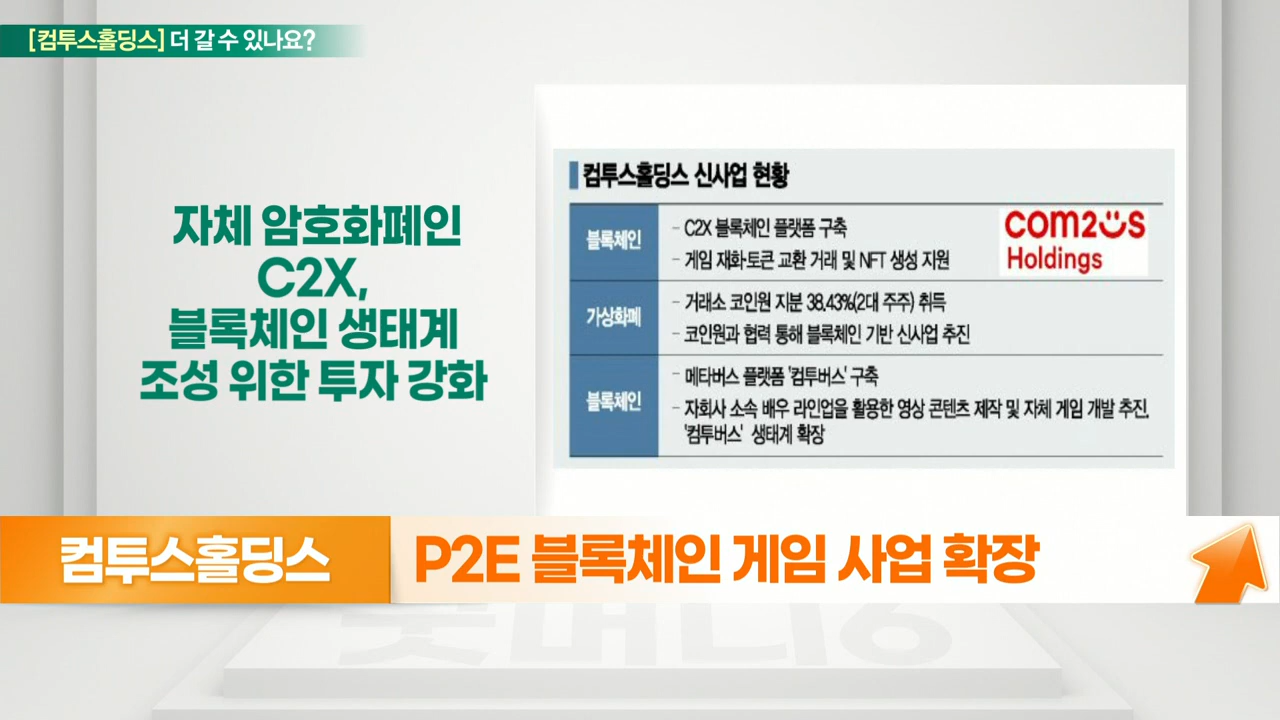 [컴투스홀딩스] 더 갈 수 있나요?
자체 암호화폐인
C2X,
블록체인 생태계
조성 위한 투자 강화
컴투스홀딩스 신사업 현황
com2us
Holdings
블록체인
- C2X 블록체인 플랫폼 구축
- 게임 재화·토큰 교환 거래 및 NFT 생성 지원
가상화폐
- 거래소 코인원 지분 38.43%(2대 주주) 취득
- 코인원과 협력 통해 블록체인 기반 신사업 추진
블록체인
- 메타버스 플랫폼 '컴투버스' 구축
- 자회사 소속 배우 라인업을 활용한 영상 콘텐츠 제작 및 자체 게임 개발 추진,
'컴투버스' 생태계 확장
컴투스홀딩스
P2E 블록체인 게임 사업 확장